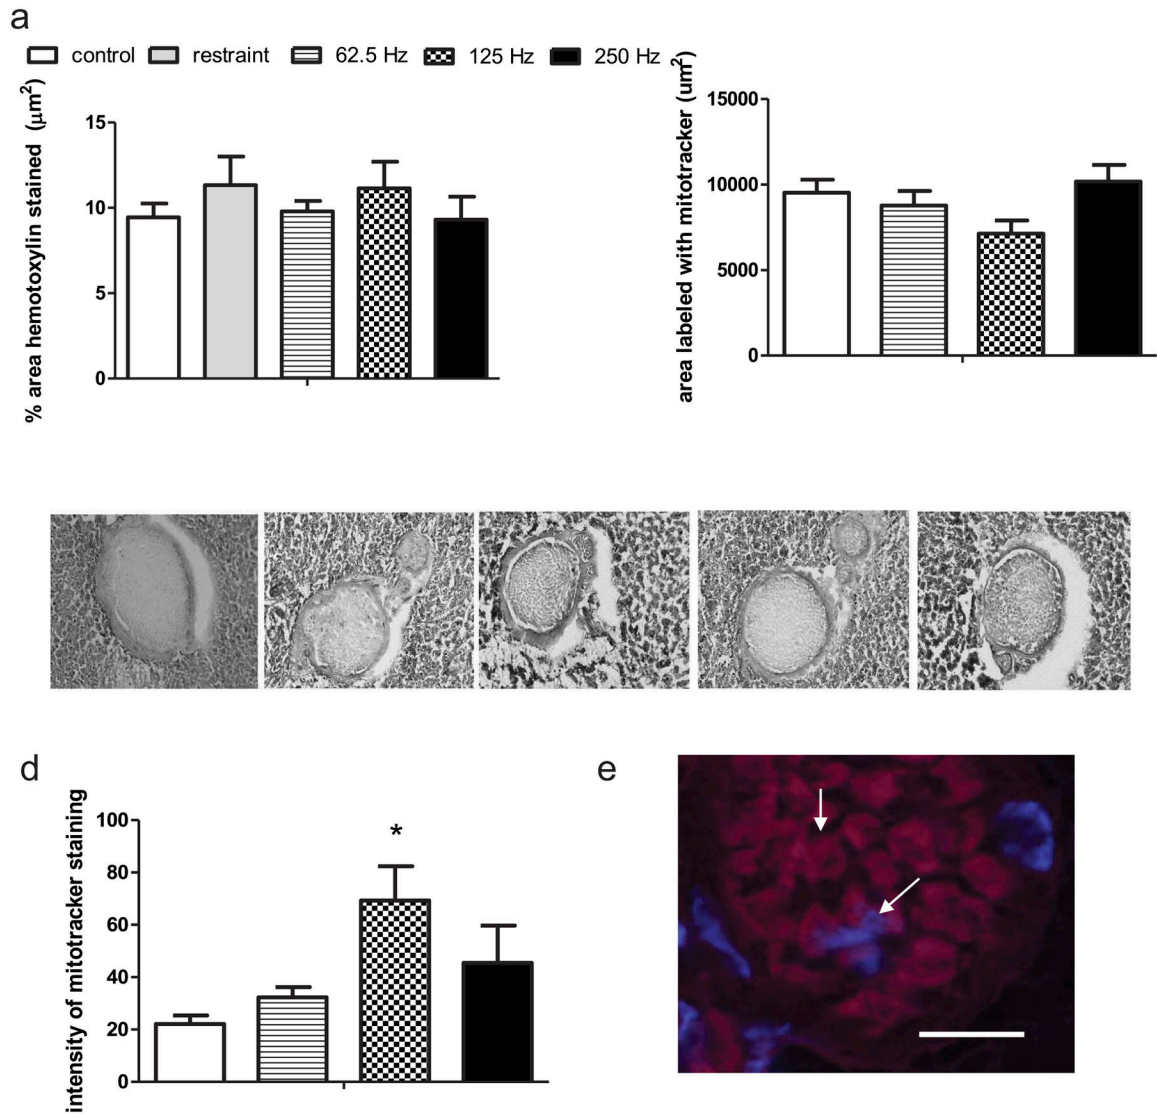 a
control restraint 62.5 Hz 125 Hz 250 Hz
% area hemotoxylin stained (μm²)
15
10
5
0
area labeled with mitotracker (um²)
15000
10000
5000
0
d
intensity of mitotracker staining
100
80
60
40
20
0
*
e